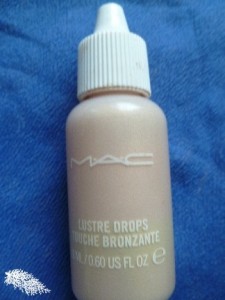 MAC
LUSTRE DROPS
TOUCHE BRONZANTE
ML/0.60 US FL OZ e